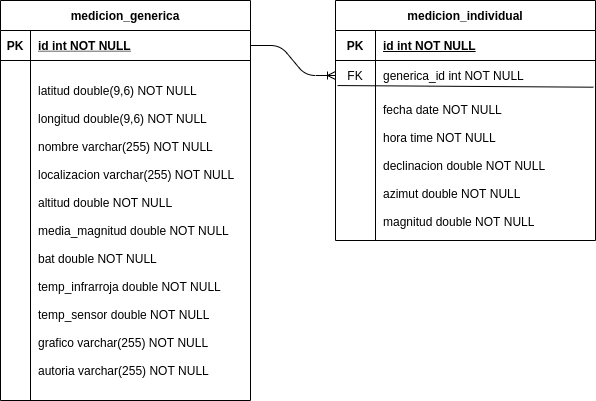 medicion_generica
PK id int NOT NULL
latitud double(9,6) NOT NULL
longitud double(9,6) NOT NULL
nombre varchar(255) NOT NULL
localizacion varchar(255) NOT NULL
altitud double NOT NULL
media_magnitud double NOT NULL
bat double NOT NULL
temp_infrarroja double NOT NULL
temp_sensor double NOT NULL
grafico varchar(255) NOT NULL
autoria varchar(255) NOT NULL
medicion_individual
PK id int NOT NULL
FK generica_id int NOT NULL
fecha date NOT NULL
hora time NOT NULL
declinacion double NOT NULL
azimut double NOT NULL
magnitud double NOT NULL